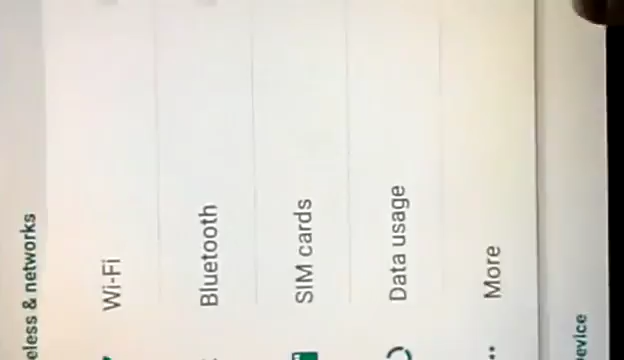 eless & networks
Wi-Fi
Bluetooth
SIM cards
Data usage
More
evice